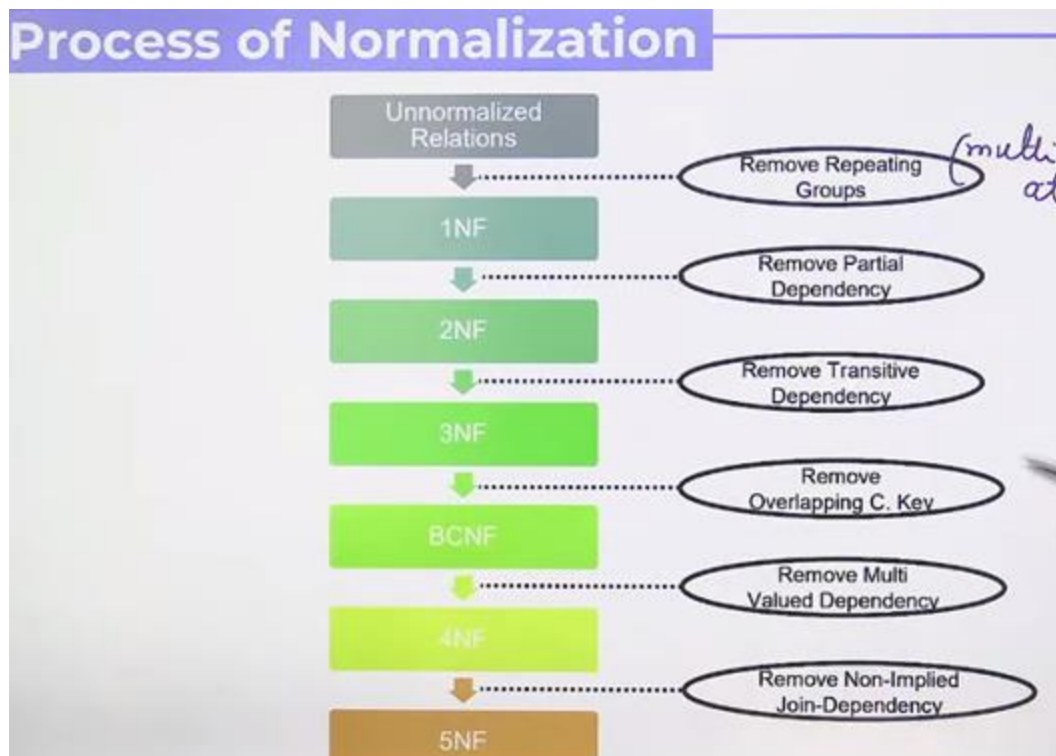 Process of Normalization
Unnormalized
Relations
Remove Repeating
Groups
(multi
at
1NF
Remove Partial
Dependency
2NF
Remove Transitive
Dependency
3NF
Remove
Overlapping C. Key
BCNF
Remove Multi
Valued Dependency
4NF
Remove Non-Implied
Join-Dependency
5NF